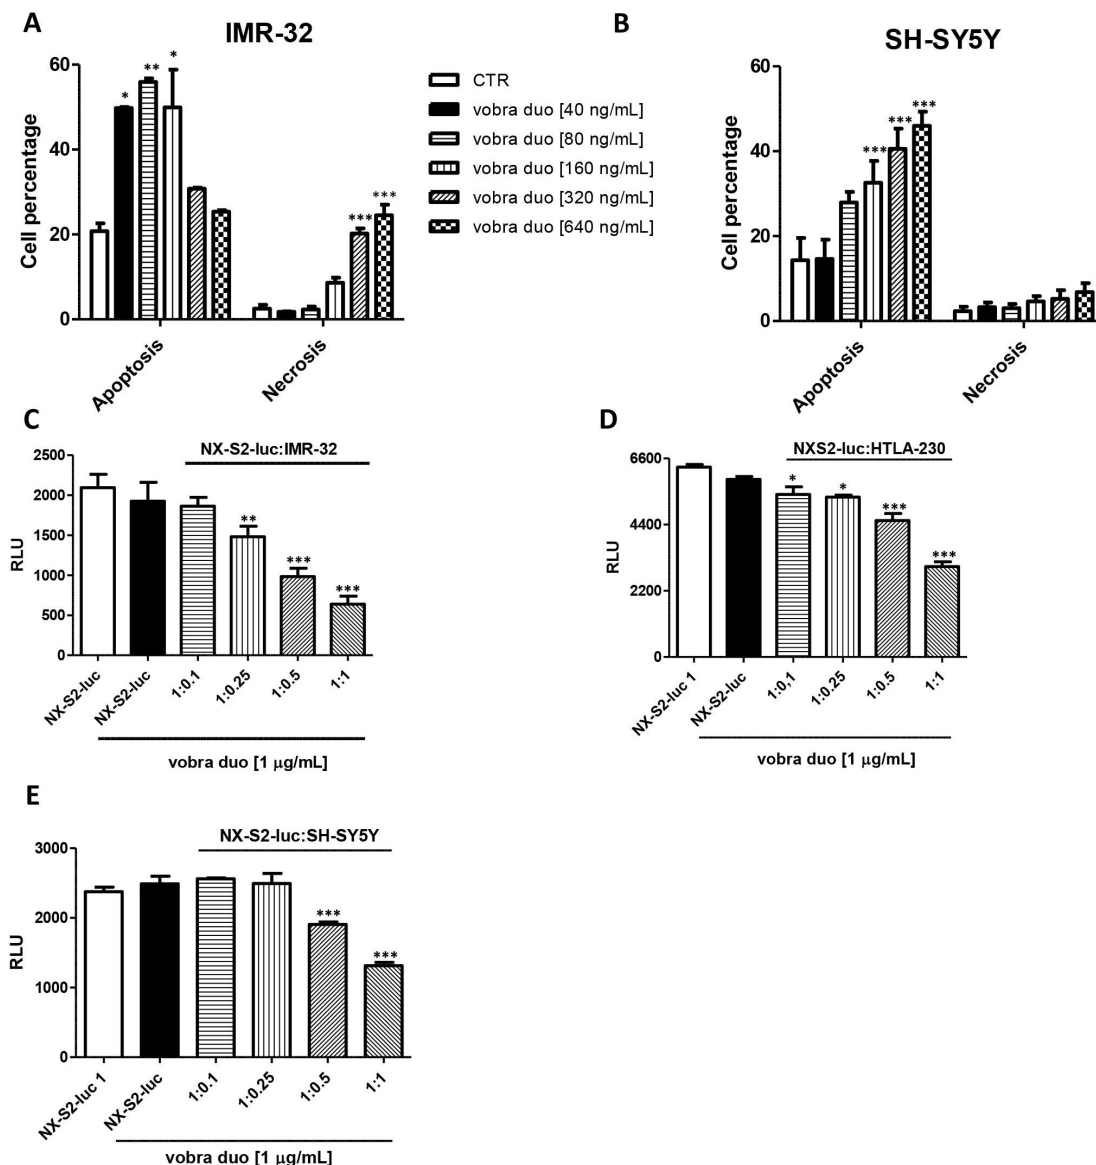 A
IMR-32
B
SH-SY5Y
60
40
20
0
Cell percentage
*
**
*
***
***
Apoptosis
Necrosis
CTR
vobra duo [40 ng/mL]
vobra duo [80 ng/mL]
vobra duo [160 ng/mL]
vobra duo [320 ng/mL]
vobra duo [640 ng/mL]
60
40
20
0
Cell percentage
***
***
***
Apoptosis
Necrosis
C
NX-S2-luc:IMR-32
2500
2000
1500
1000
500
0
RLU
**
***
***
NX-S2-luc
NX-S2-luc
1:0.1
1:0.25
1:0.5
1:1
vobra duo [1 μg/mL]
D
NXS2-luc:HTLA-230
6600
4400
2200
0
RLU
*
*
***
***
NX-S2-luc 1
NX-S2-luc
1:0,1
1:0.25
1:0.5
1:1
vobra duo [1 μg/mL]
E
NX-S2-luc:SH-SY5Y
3000
2000
1000
0
RLU
***
***
NX-S2-luc 1
NX-S2-luc
1:0.1
1:0.25
1:0.5
1:1
vobra duo [1 μg/mL]